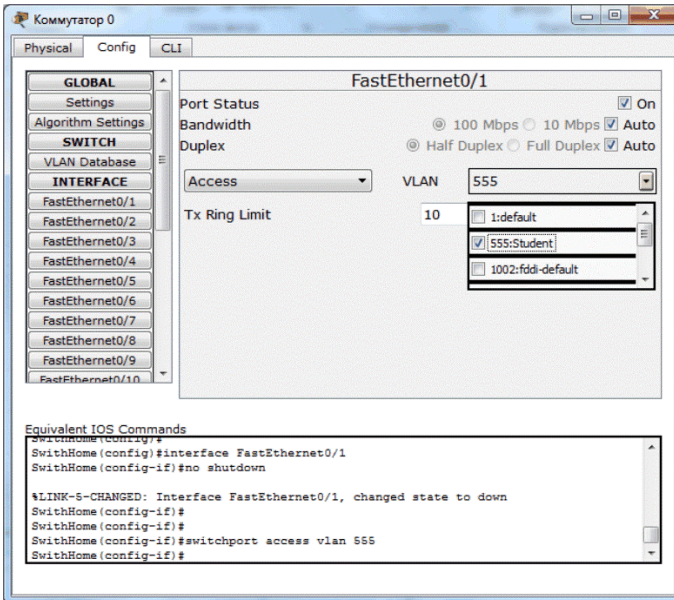 Коммутатор 0
Physical Config CLI
GLOBAL
Settings
Algorithm Settings
SWITCH
VLAN Database
INTERFACE
FastEthernet0/1
FastEthernet0/2
FastEthernet0/3
FastEthernet0/4
FastEthernet0/5
FastEthernet0/6
FastEthernet0/7
FastEthernet0/8
FastEthernet0/9
FastEthernet0/10
FastEthernet0/1
Port Status On
Bandwidth 100 Mbps 10 Mbps Auto
Duplex Half Duplex Full Duplex Auto
Access VLAN 555
Tx Ring Limit 10
1:default
555:Student
1002:fddi-default
Equivalent IOS Commands
SwithHome(config)#
SwithHome(config)#interface FastEthernet0/1
SwithHome(config-if)#no shutdown
%LINK-5-CHANGED: Interface FastEthernet0/1, changed state to down
SwithHome(config-if)#
SwithHome(config-if)#
SwithHome(config-if)#switchport access vlan 555
SwithHome(config-if)#